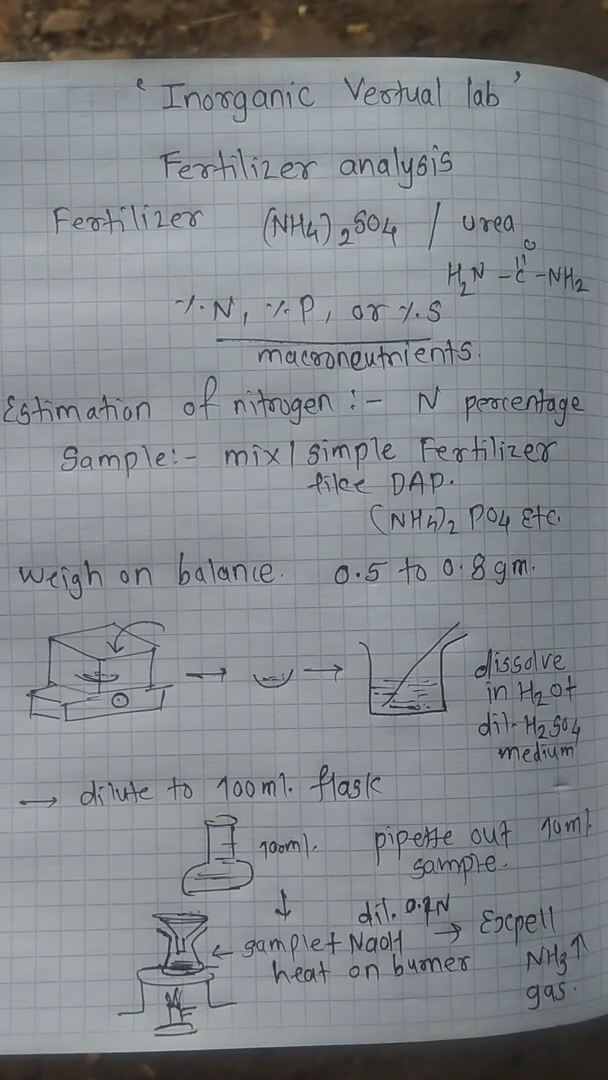 ' Inorganic Vertual lab '
Fertilizer analysis
Fertilizer (NH4)2SO4 / Urea
O
H2N - C - NH2
%N, %P, or %S
macroneutrients.
Estimation of nitrogen :- N percentage
Sample:- mix / simple Fertilizer
like DAP.
(NH4)2 PO4 Etc.
Weigh on balance. 0.5 to 0.8 gm.
dissolve
in H2O +
dil. H2SO4
medium
→ dilute to 100ml. flask
100ml. pipette out 10ml.
sample.
dil. 0.1N
← sample + NaOH → Expell
heat on burner NH3↑
gas.